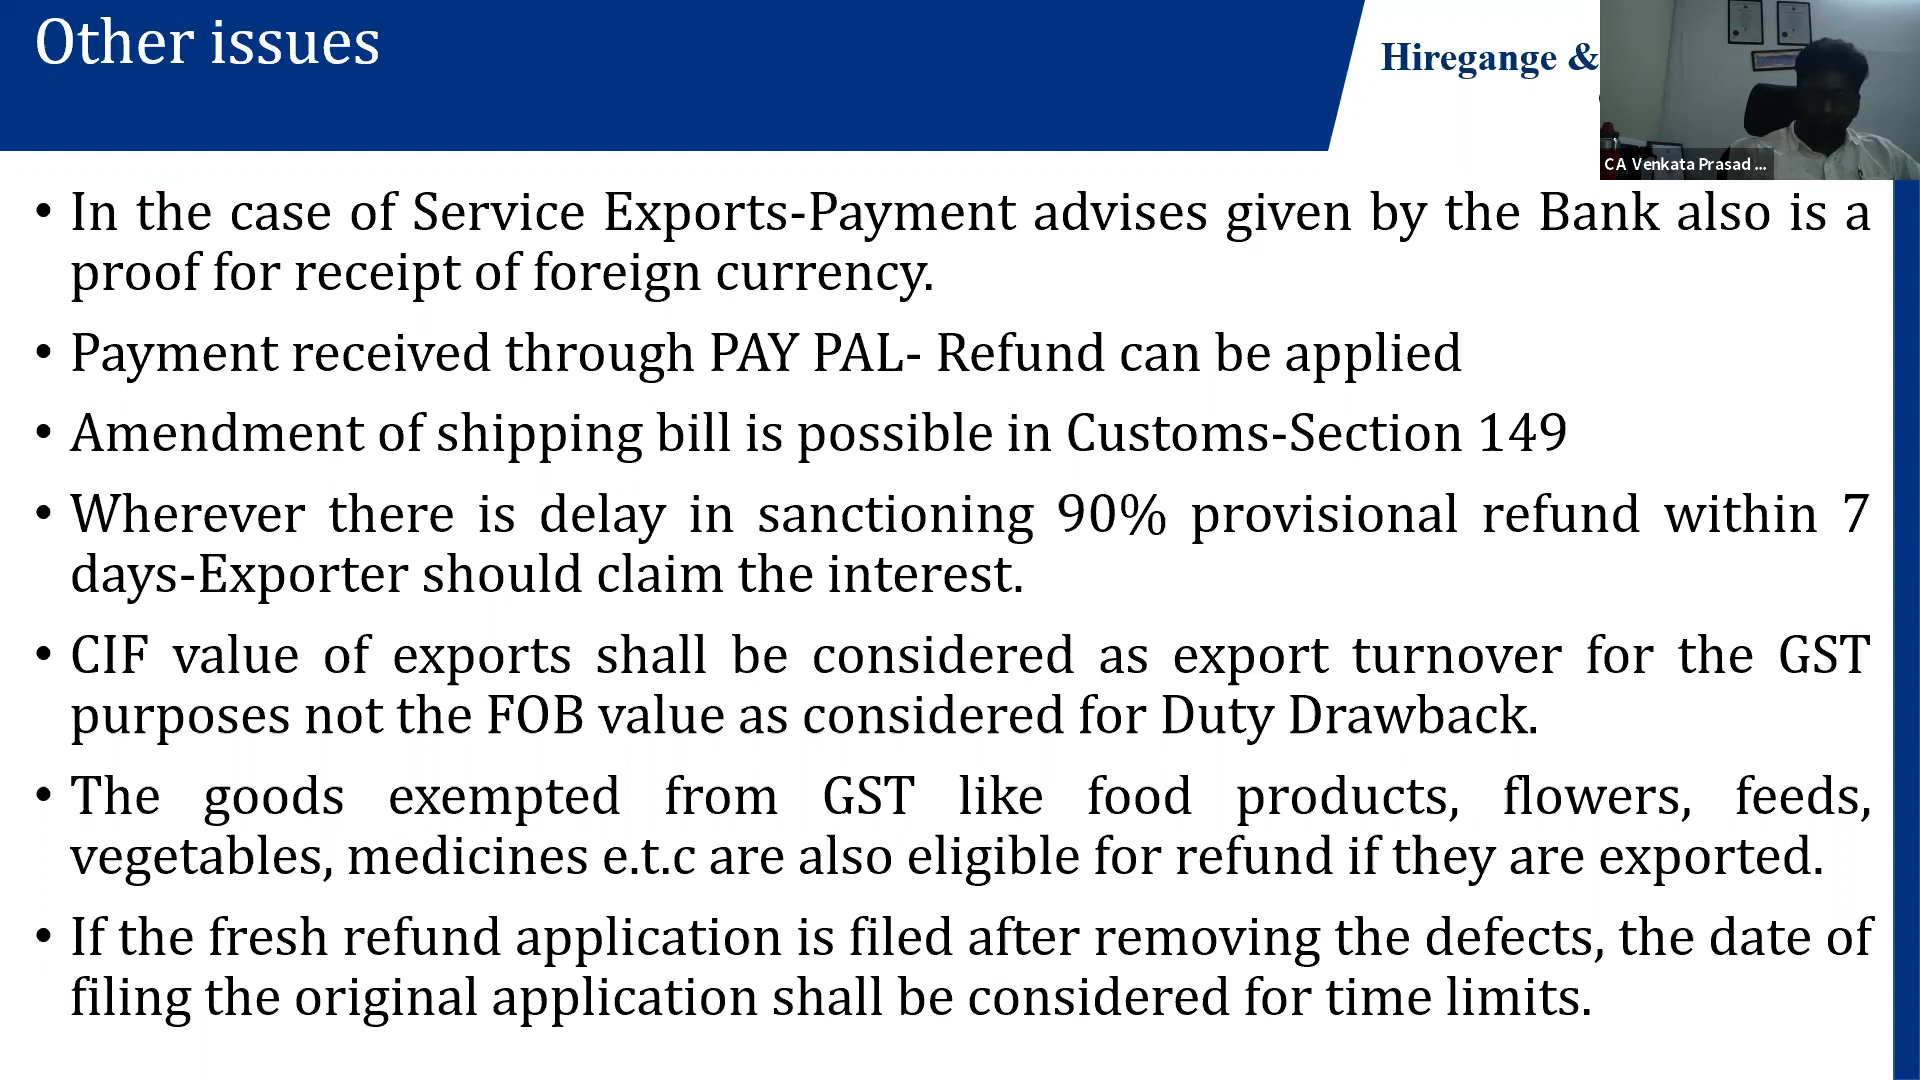 Other issues
Hiregange &
CA Venkata Prasad ...
• In the case of Service Exports-Payment advises given by the Bank also is a
proof for receipt of foreign currency.
• Payment received through PAY PAL- Refund can be applied
• Amendment of shipping bill is possible in Customs-Section 149
• Wherever there is delay in sanctioning 90% provisional refund within 7
days-Exporter should claim the interest.
• CIF value of exports shall be considered as export turnover for the GST
purposes not the FOB value as considered for Duty Drawback.
• The goods exempted from GST like food products, flowers, feeds,
vegetables, medicines e.t.c are also eligible for refund if they are exported.
• If the fresh refund application is filed after removing the defects, the date of
filing the original application shall be considered for time limits.